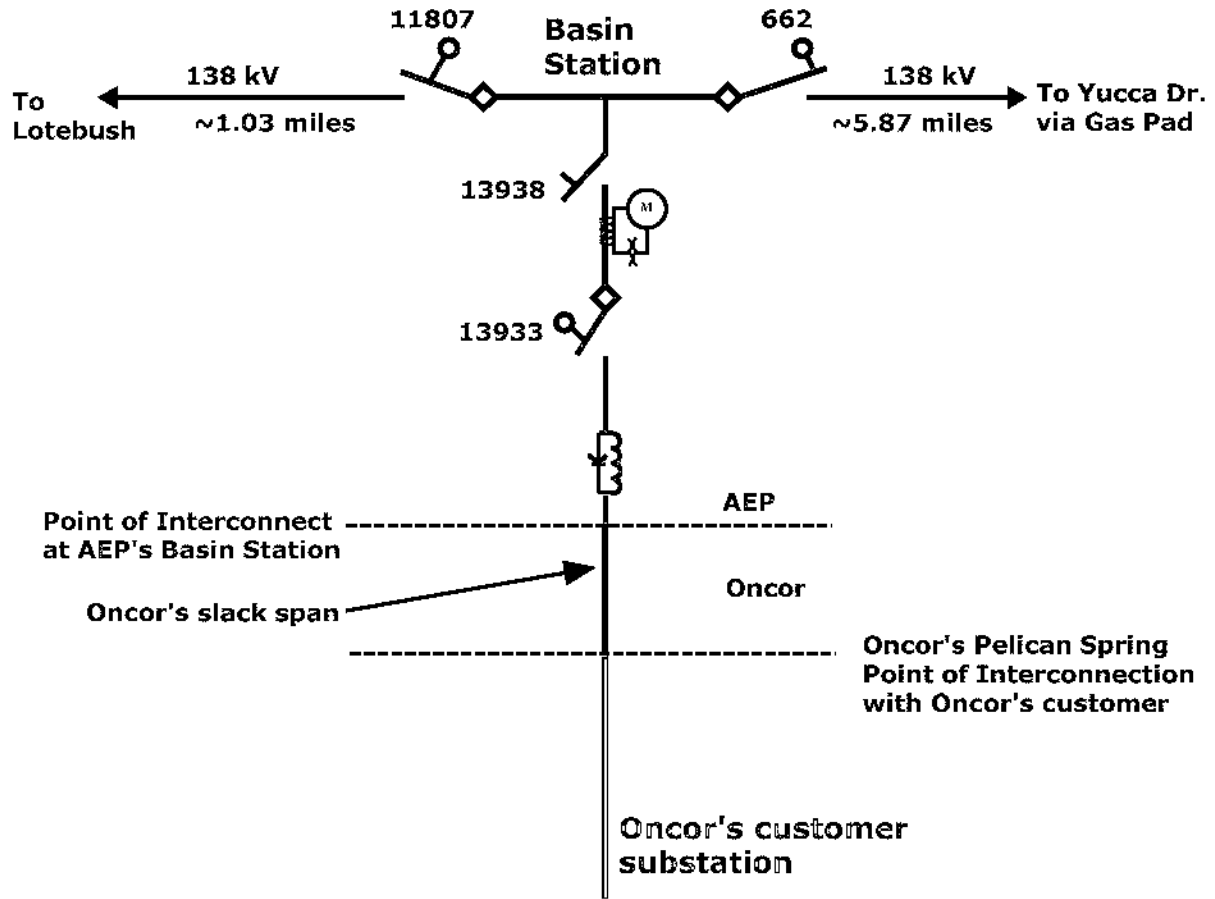 11807
Basin
Station
662
138 kV
138 kV
To
Lotebush
~1.03 miles
~5.87 miles
To Yucca Dr.
via Gas Pad
13938
M
13933
AEP
Point of Interconnect
at AEP's Basin Station
Oncor's slack span
Oncor
Oncor's Pelican Spring
Point of Interconnection
with Oncor's customer
Oncor's customer
substation